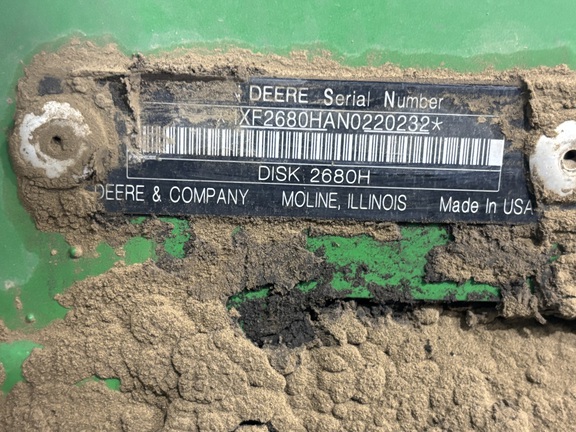 DEERE Serial Number
XF2680HAN0220232*
DISK 2680H
DEERE & COMPANY MOLINE, ILLINOIS Made In USA